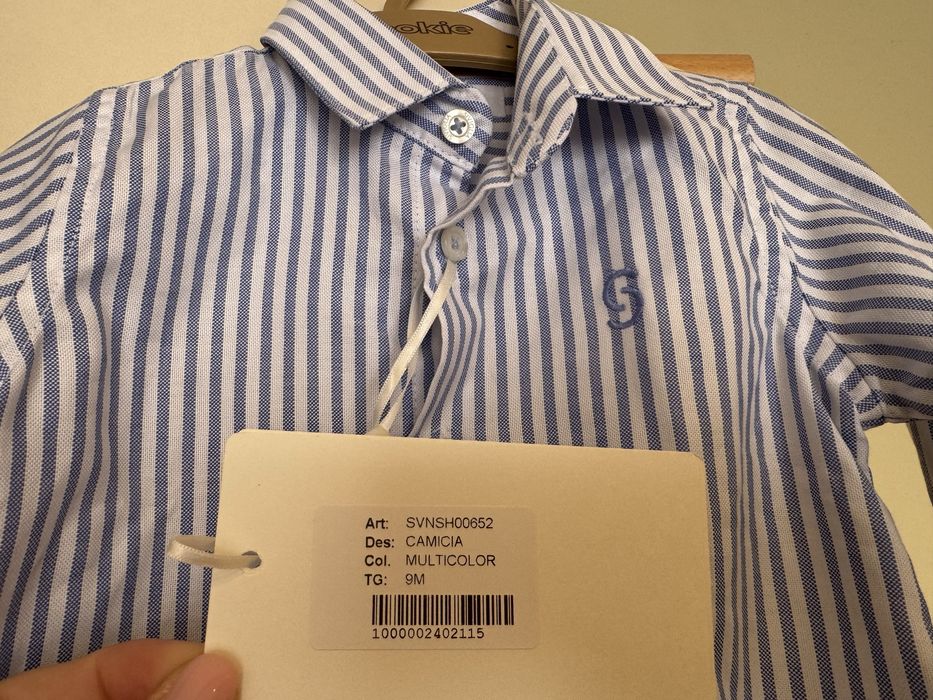 Art: SVNSH00652
Des: CAMICIA
Col. MULTICOLOR
TG: 9M
1000002402115